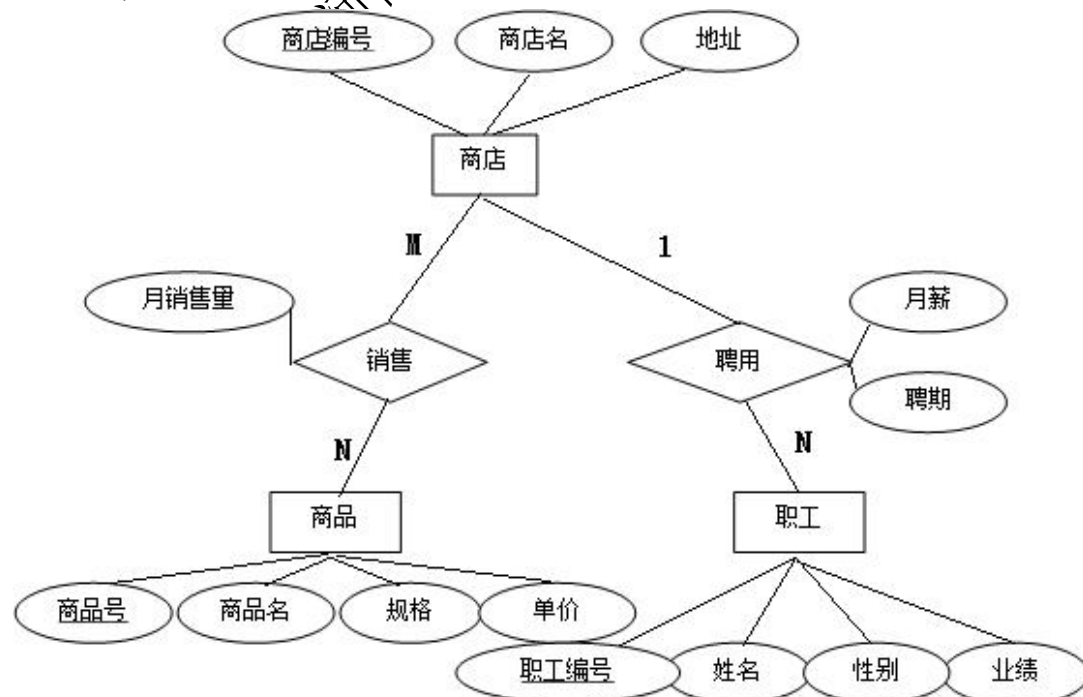 商店编号 商店名 地址
商店
M 1
月销售量 月薪
销售 聘用
聘期
N N
商品 职工
商品号 商品名 规格 单价
职工编号 姓名 性别 业绩